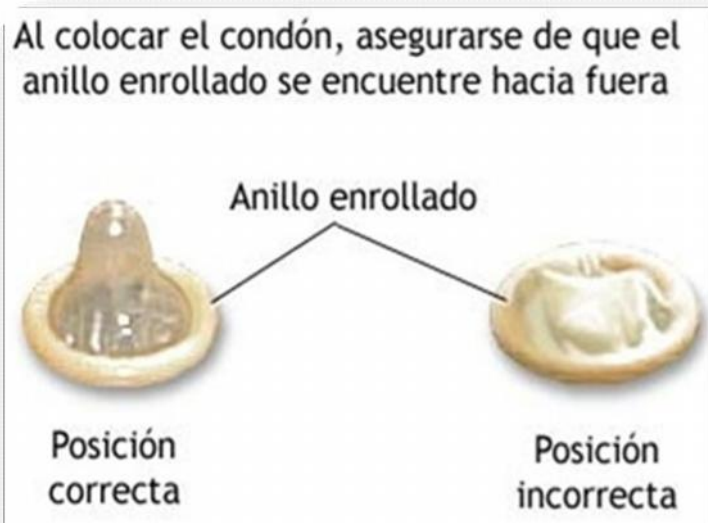 Al colocar el condón, asegurarse de que el
anillo enrollado se encuentre hacia fuera
Anillo enrollado
Posición
correcta
Posición
incorrecta